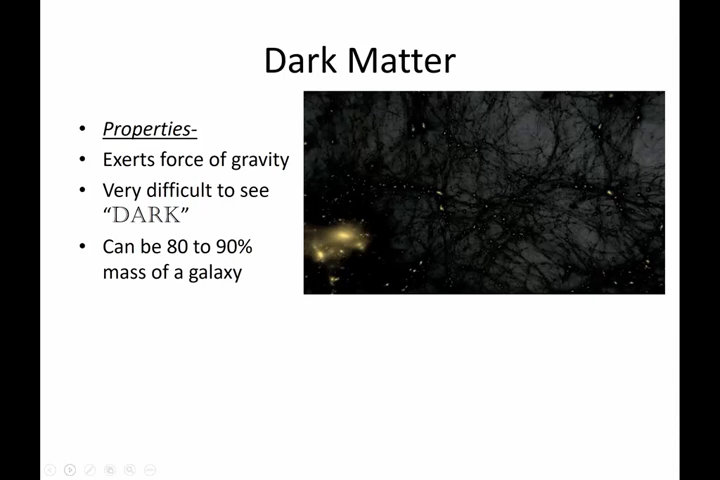 Dark Matter
• Properties-
• Exerts force of gravity
• Very difficult to see
“DARK”
• Can be 80 to 90%
mass of a galaxy